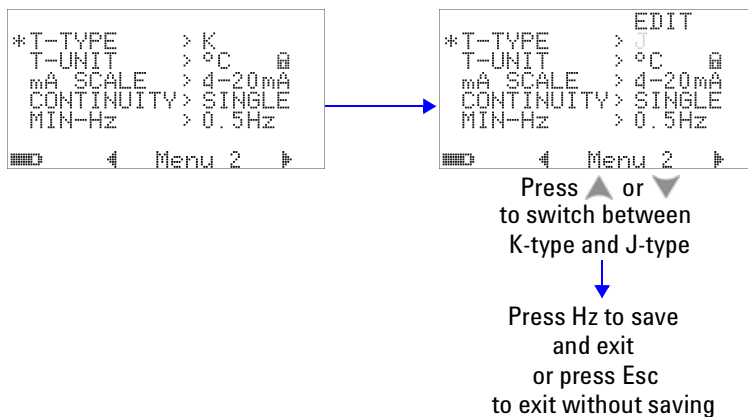 *T-TYPE > K
T-UNIT > °C
mA SCALE > 4-20mA
CONTINUITY> SINGLE
MIN-Hz > 0.5Hz
Menu 2
EDIT
*T-TYPE > J
T-UNIT > °C
mA SCALE > 4-20mA
CONTINUITY> SINGLE
MIN-Hz > 0.5Hz
Menu 2
Press or
to switch between
K-type and J-type
Press Hz to save
and exit
or press Esc
to exit without saving